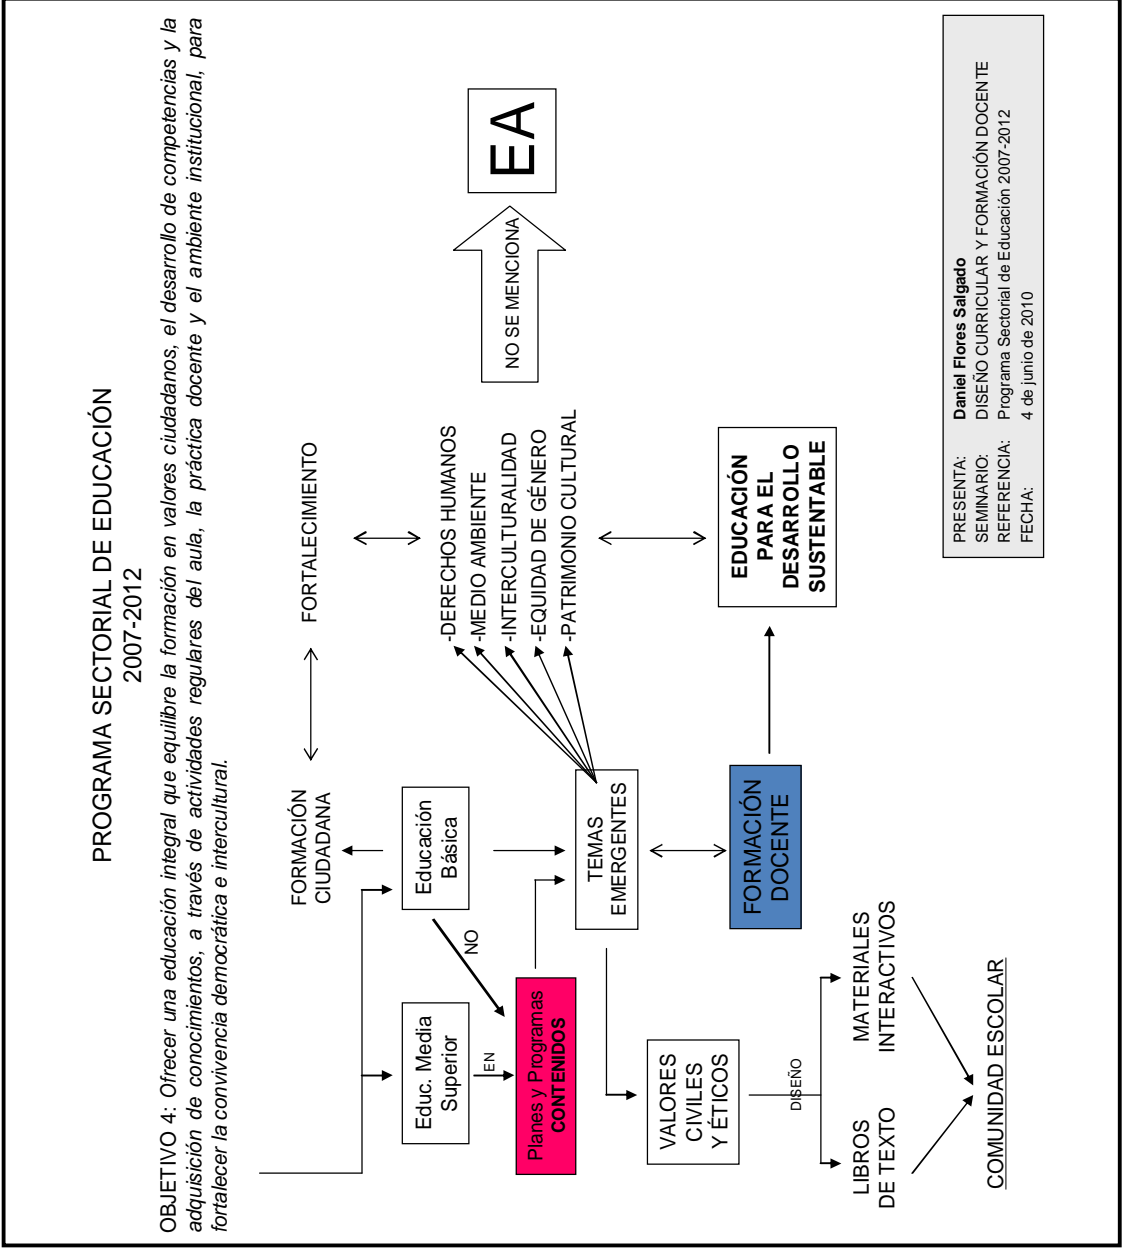 PROGRAMA SECTORIAL DE EDUCACIÓN
2007-2012
OBJETIVO 4: Ofrecer una educación integral que equilibre la formación en valores ciudadanos, el desarrollo de competencias y la
adquisición de conocimientos, a través de actividades regulares del aula, la práctica docente y el ambiente institucional, para
fortalecer la convivencia democrática e intercultural.
FORMACIÓN
CIUDADANA
FORTALECIMIENTO
Educ. Media
Superior
Educación
Básica
EN
NO
Planes y Programas
CONTENIDOS
TEMAS
EMERGENTES
-DERECHOS HUMANOS
-MEDIO AMBIENTE
-INTERCULTURALIDAD
-EQUIDAD DE GÉNERO
-PATRIMONIO CULTURAL
NO SE MENCIONA
EA
VALORES
CIVILES
Y ÉTICOS
FORMACIÓN
DOCENTE
EDUCACIÓN
PARA EL
DESARROLLO
SUSTENTABLE
DISEÑO
LIBROS
DE TEXTO
MATERIALES
INTERACTIVOS
COMUNIDAD ESCOLAR
PRESENTA: Daniel Flores Salgado
SEMINARIO: DISEÑO CURRICULAR Y FORMACIÓN DOCENTE
REFERENCIA: Programa Sectorial de Educación 2007-2012
FECHA: 4 de junio de 2010